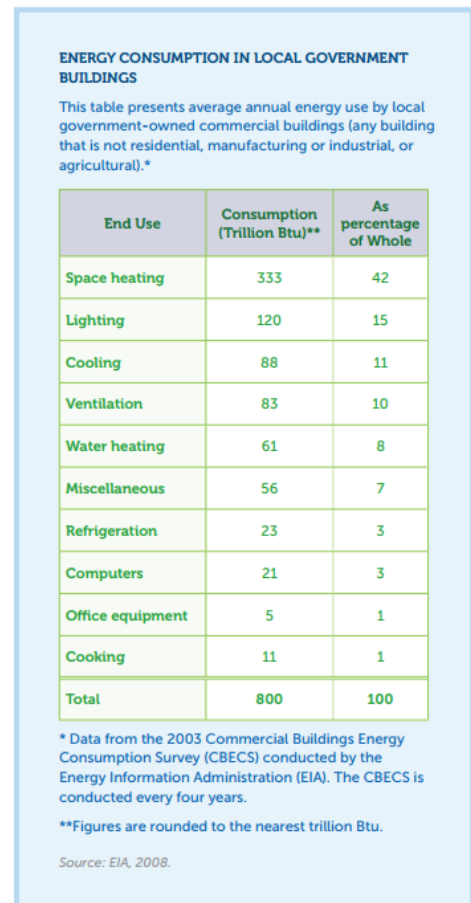 ENERGY CONSUMPTION IN LOCAL GOVERNMENT
BUILDINGS
This table presents average annual energy use by local
government-owned commercial buildings (any building
that is not residential, manufacturing or industrial, or
agricultural).*
End Use Consumption (Trillion Btu)** As percentage of Whole
Space heating 333 42
Lighting 120 15
Cooling 88 11
Ventilation 83 10
Water heating 61 8
Miscellaneous 56 7
Refrigeration 23 3
Computers 21 3
Office equipment 5 1
Cooking 11 1
Total 800 100
* Data from the 2003 Commercial Buildings Energy
Consumption Survey (CBECS) conducted by the
Energy Information Administration (EIA). The CBECS is
conducted every four years.
**Figures are rounded to the nearest trillion Btu.
Source: EIA, 2008.